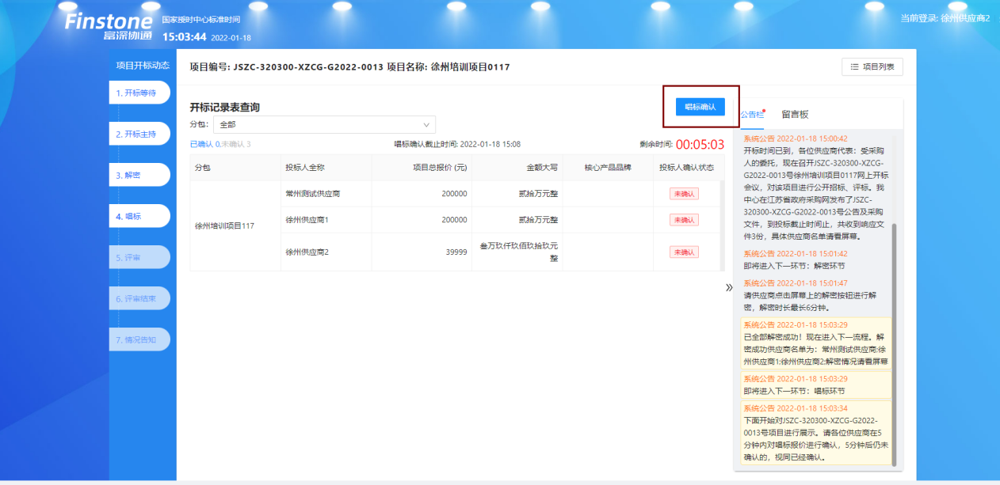 Finstone
富深协通
国家授时中心标准时间
15:03:44 2022-01-18
当前登录: 徐州供应商2
项目开标动态
1. 开标等待
2. 开标主持
3. 解密
4. 唱标
5. 评审
6. 评审结束
7. 情况告知
项目编号: JSZC-320300-XZCG-G2022-0013 项目名称: 徐州培训项目0117
项目列表
开标记录表查询
唱标确认
分包: 全部
已确认 0,未确认 3
唱标确认截止时间: 2022-01-18 15:08
剩余时间: 00:05:03
分包 投标人全称 项目总报价 (元) 金额大写 核心产品品牌 投标人确认状态
徐州培训项目117
常州测试供应商 200000 贰拾万元整 未确认
徐州供应商1 200000 贰拾万元整 未确认
徐州供应商2 39999 叁万玖仟玖佰玖拾玖元
整 未确认
公告栏 留言板
系统公告 2022-01-18 15:00:42
开标时间已到，各位供应商代表：受采购
人的委托，现在召开JSZC-320300-XZCG-
G2022-0013号徐州培训项目0117网上开标
会议，对该项目进行公开招标、评标。我
中心在江苏省政府采购网发布了JSZC-
320300-XZCG-G2022-0013号公告及采购
文件，到投标截止时间止，共收到响应文
件3份，具体供应商名单请看屏幕。
系统公告 2022-01-18 15:01:42
即将进入下一环节：解密环节
系统公告 2022-01-18 15:01:47
请供应商点击屏幕上的解密按钮进行解
密，解密时长最长6分钟。
系统公告 2022-01-18 15:03:29
已全部解密成功！现在进入下一流程。解
密成功供应商名单为：常州测试供应商;徐
州供应商1;徐州供应商2;解密情况请看屏幕
系统公告 2022-01-18 15:03:29
即将进入下一环节：唱标环节
系统公告 2022-01-18 15:03:34
下面开始对JSZC-320300-XZCG-G2022-
0013号项目进行展示。请各位供应商在5
分钟内对唱标报价进行确认，5分钟后仍未
确认的，视同已经确认。